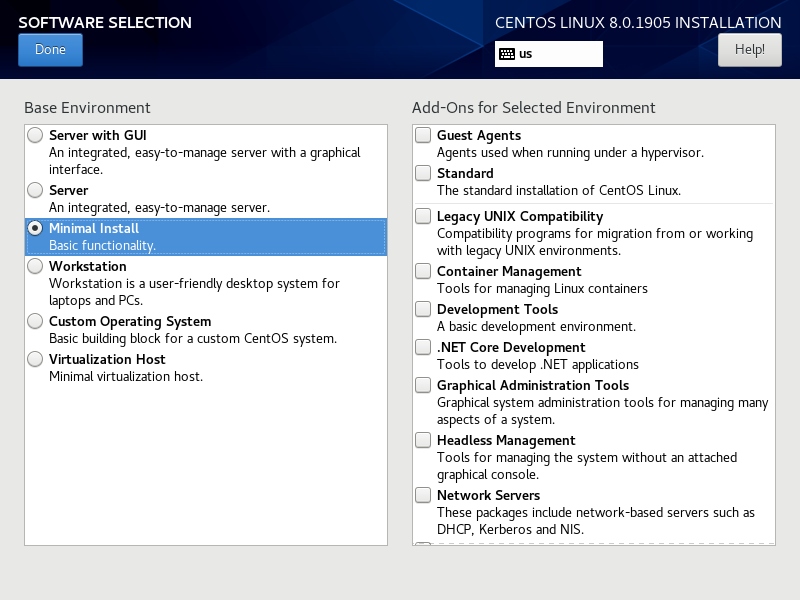 SOFTWARE SELECTION
CENTOS LINUX 8.0.1905 INSTALLATION
Done
us
Help!
Base Environment
Server with GUI
An integrated, easy-to-manage server with a graphical
interface.
Server
An integrated, easy-to-manage server.
Minimal Install
Basic functionality.
Workstation
Workstation is a user-friendly desktop system for
laptops and PCs.
Custom Operating System
Basic building block for a custom CentOS system.
Virtualization Host
Minimal virtualization host.
Add-Ons for Selected Environment
Guest Agents
Agents used when running under a hypervisor.
Standard
The standard installation of CentOS Linux.
Legacy UNIX Compatibility
Compatibility programs for migration from or working
with legacy UNIX environments.
Container Management
Tools for managing Linux containers
Development Tools
A basic development environment.
.NET Core Development
Tools to develop .NET applications
Graphical Administration Tools
Graphical system administration tools for managing many
aspects of a system.
Headless Management
Tools for managing the system without an attached
graphical console.
Network Servers
These packages include network-based servers such as
DHCP, Kerberos and NIS.